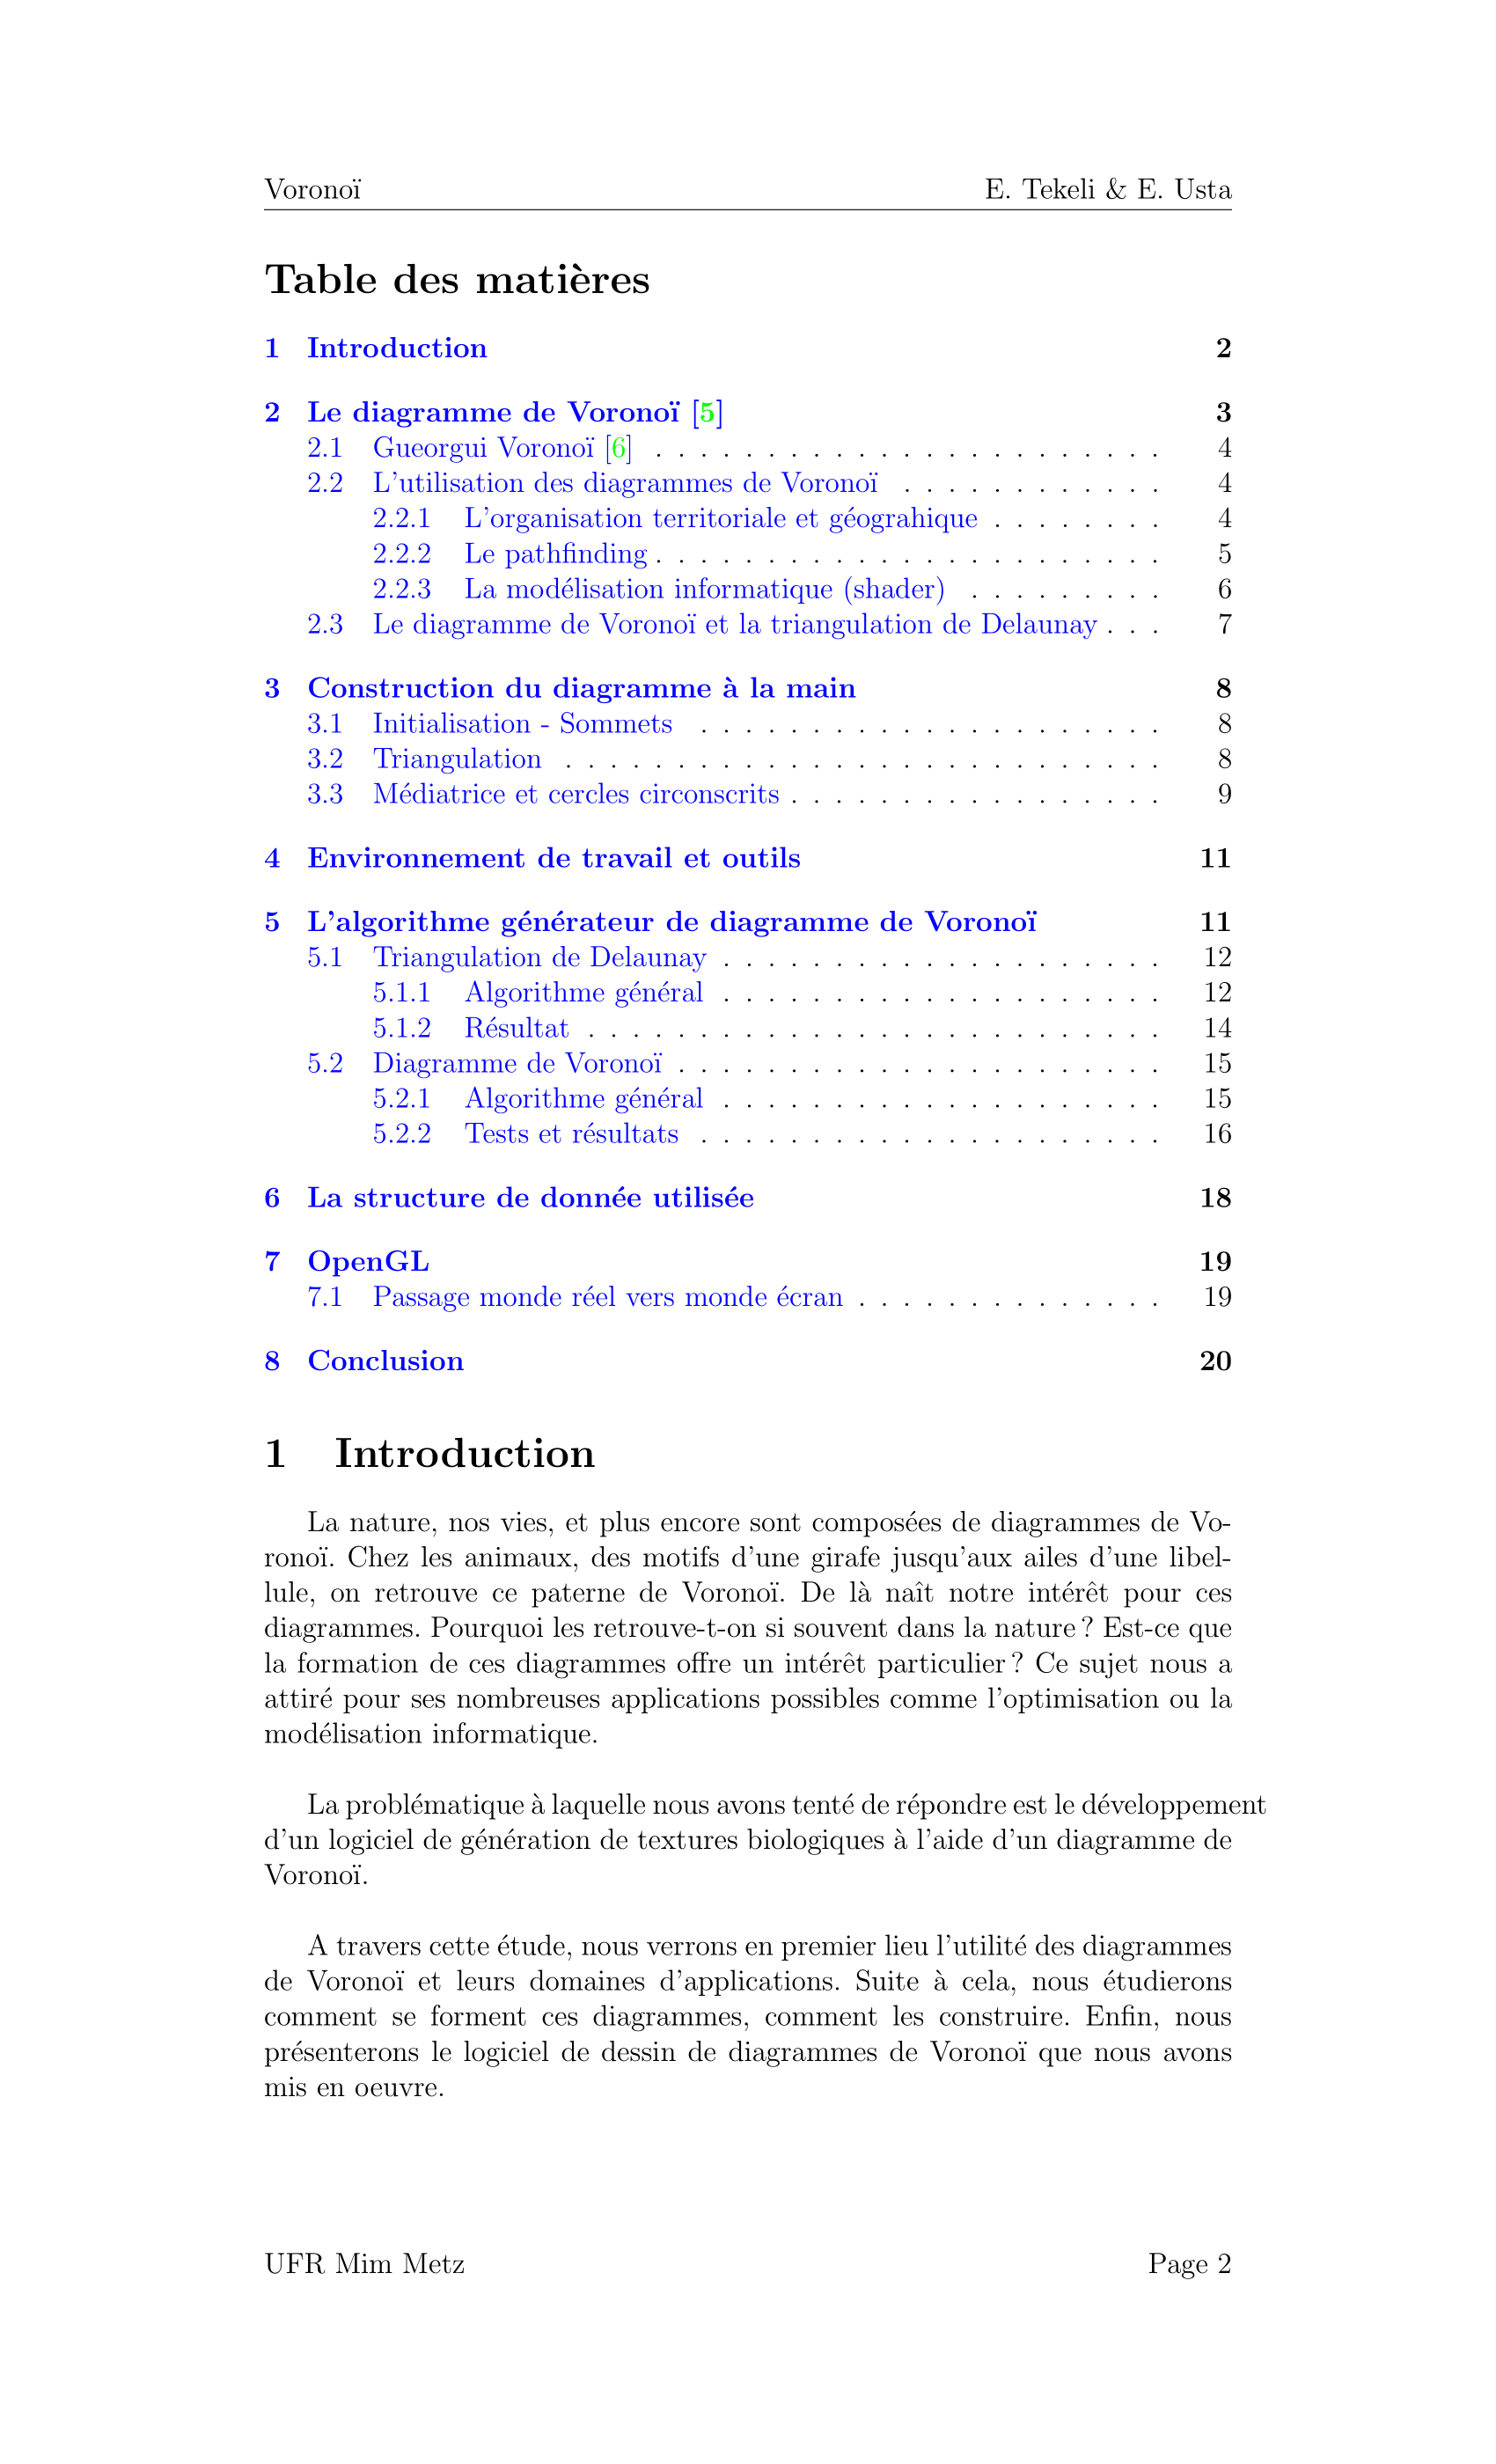 Voronoï E. Tekeli & E. Usta
Table des matières
1 Introduction 2
2 Le diagramme de Voronoï [5] 3
2.1 Gueorgui Voronoï [6] . . . . . . . . . . . . . . . . . . . . . . . 4
2.2 L'utilisation des diagrammes de Voronoï . . . . . . . . . . . . 4
2.2.1 L'organisation territoriale et géograhique . . . . . . . . 4
2.2.2 Le pathfinding . . . . . . . . . . . . . . . . . . . . . . . 5
2.2.3 La modélisation informatique (shader) . . . . . . . . . 6
2.3 Le diagramme de Voronoï et la triangulation de Delaunay . . . 7
3 Construction du diagramme à la main 8
3.1 Initialisation - Sommets . . . . . . . . . . . . . . . . . . . . . 8
3.2 Triangulation . . . . . . . . . . . . . . . . . . . . . . . . . . . 8
3.3 Médiatrice et cercles circonscrits . . . . . . . . . . . . . . . . . 9
4 Environnement de travail et outils 11
5 L'algorithme générateur de diagramme de Voronoï 11
5.1 Triangulation de Delaunay . . . . . . . . . . . . . . . . . . . . 12
5.1.1 Algorithme général . . . . . . . . . . . . . . . . . . . . 12
5.1.2 Résultat . . . . . . . . . . . . . . . . . . . . . . . . . . 14
5.2 Diagramme de Voronoï . . . . . . . . . . . . . . . . . . . . . . 15
5.2.1 Algorithme général . . . . . . . . . . . . . . . . . . . . 15
5.2.2 Tests et résultats . . . . . . . . . . . . . . . . . . . . . 16
6 La structure de donnée utilisée 18
7 OpenGL 19
7.1 Passage monde réel vers monde écran . . . . . . . . . . . . . . 19
8 Conclusion 20
1 Introduction
La nature, nos vies, et plus encore sont composées de diagrammes de Vo-
ronoï. Chez les animaux, des motifs d'une girafe jusqu'aux ailes d'une libel-
lule, on retrouve ce paterne de Voronoï. De là naît notre intérêt pour ces
diagrammes. Pourquoi les retrouve-t-on si souvent dans la nature ? Est-ce que
la formation de ces diagrammes offre un intérêt particulier ? Ce sujet nous a
attiré pour ses nombreuses applications possibles comme l'optimisation ou la
modélisation informatique.
La problématique à laquelle nous avons tenté de répondre est le développement
d'un logiciel de génération de textures biologiques à l'aide d'un diagramme de
Voronoï.
A travers cette étude, nous verrons en premier lieu l'utilité des diagrammes
de Voronoï et leurs domaines d'applications. Suite à cela, nous étudierons
comment se forment ces diagrammes, comment les construire. Enfin, nous
présenterons le logiciel de dessin de diagrammes de Voronoï que nous avons
mis en oeuvre.
UFR Mim Metz Page 2